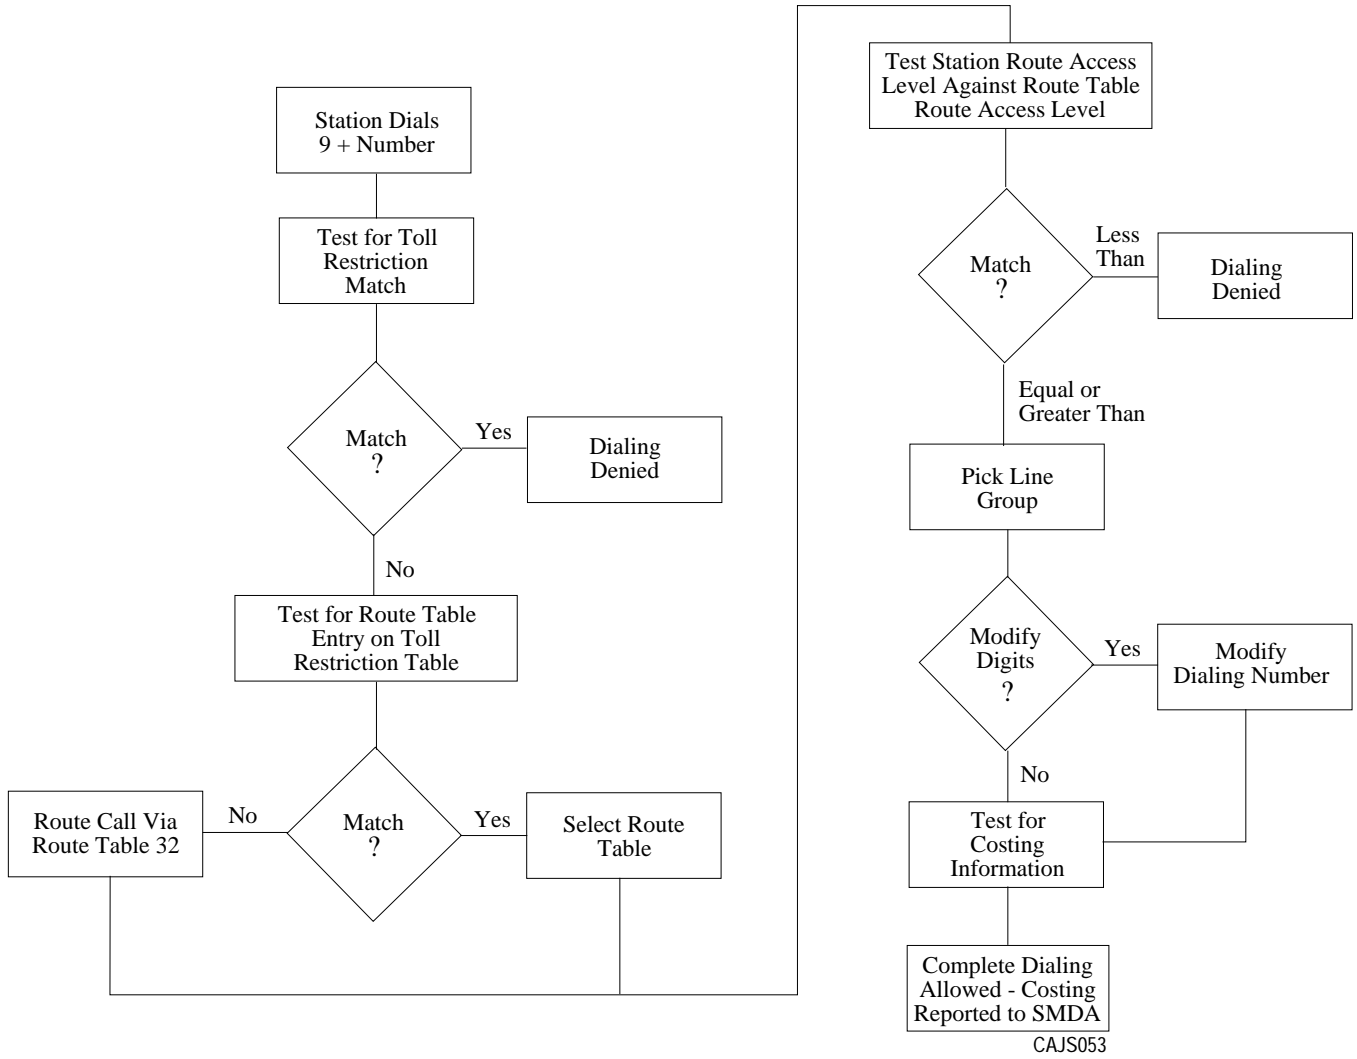 Station Dials
9 + Number
Test for Toll
Restriction
Match
Match
?
Yes
Dialing
Denied
No
Test for Route Table
Entry on Toll
Restriction Table
Route Call Via
Route Table 32
No
Match
?
Yes
Select Route
Table
Test Station Route Access
Level Against Route Table
Route Access Level
Match
?
Less
Than
Dialing
Denied
Equal or
Greater Than
Pick Line
Group
Modify
Digits
?
Yes
Modify
Dialing Number
No
Test for
Costing
Information
Complete Dialing
Allowed - Costing
Reported to SMDA
CAJS053